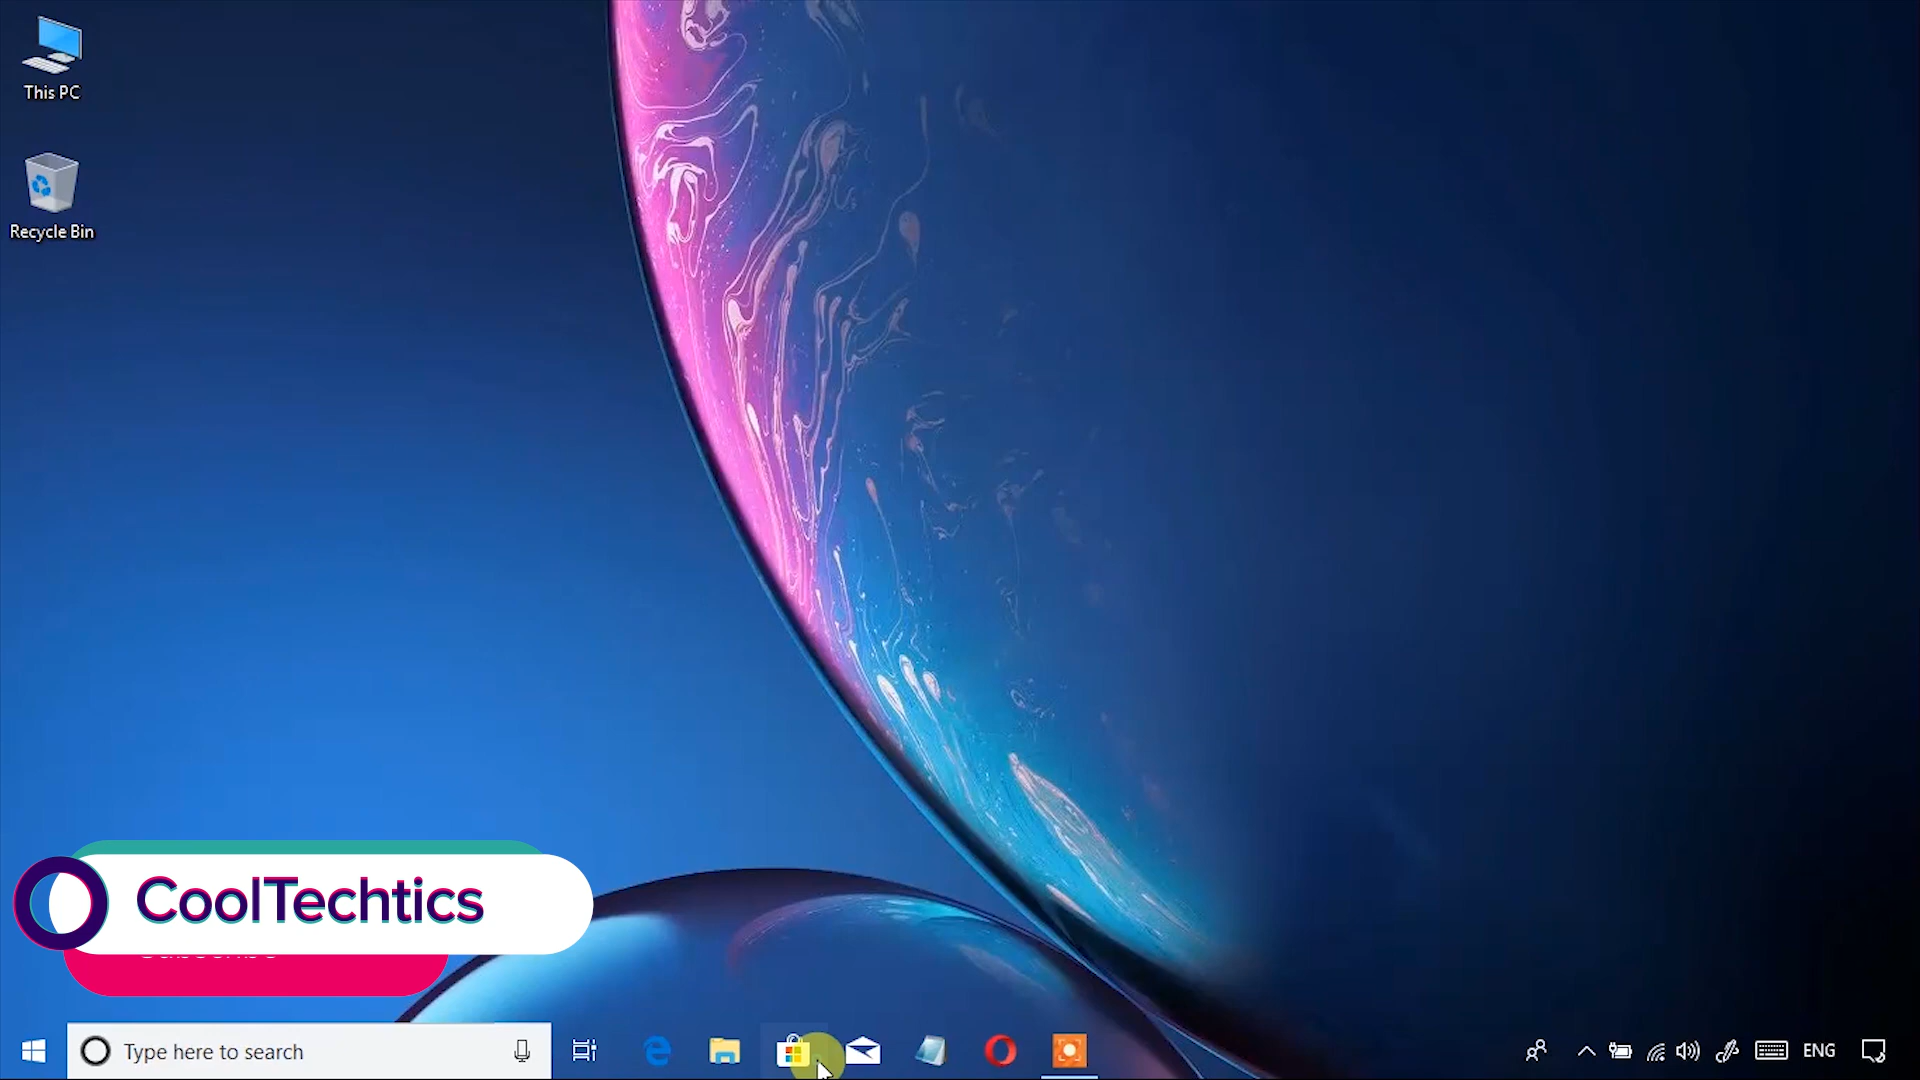 This PC
Recycle Bin
CoolTechtics
Type here to search
ENG